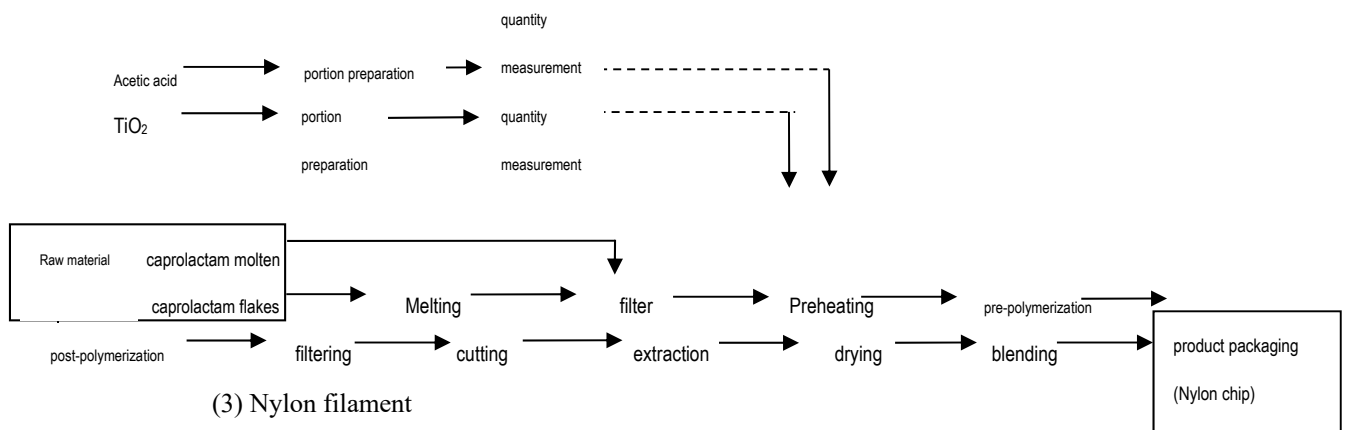 quantity
Acetic acid portion preparation measurement
TiO₂ portion quantity
preparation measurement
Raw material caprolactam molten
caprolactam flakes Melting filter Preheating pre-polymerization
post-polymerization filtering cutting extraction drying blending product packaging
(Nylon chip)
(3) Nylon filament